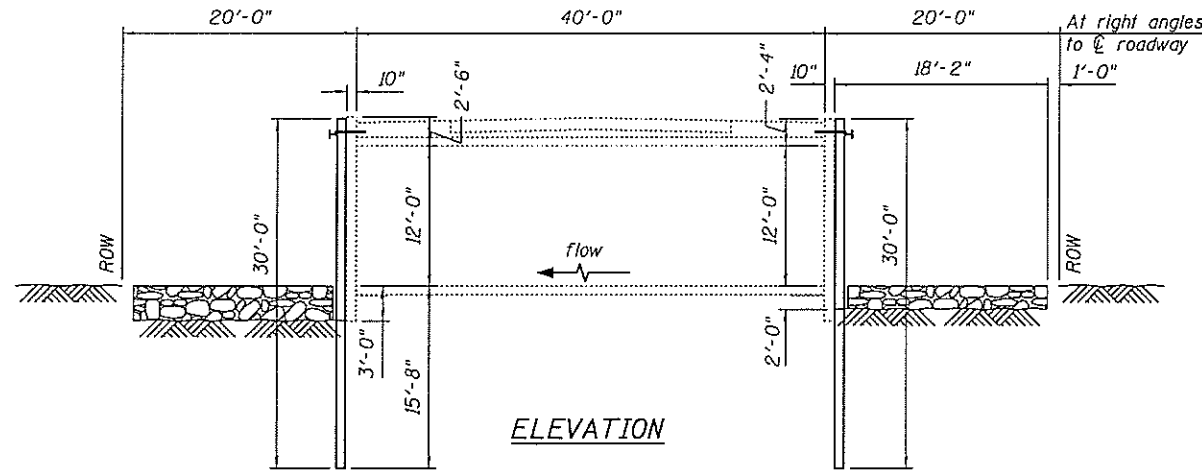 20'-0" 40'-0" 20'-0" At right angles
to ℄ roadway
10" 2'-6" 10" 2'-4" 18'-2" 1'-0"
ROW 30'-0" 12'-0" flow 12'-0" 30'-0" ROW
3'-0" 15'-8" 2'-0"
ELEVATION